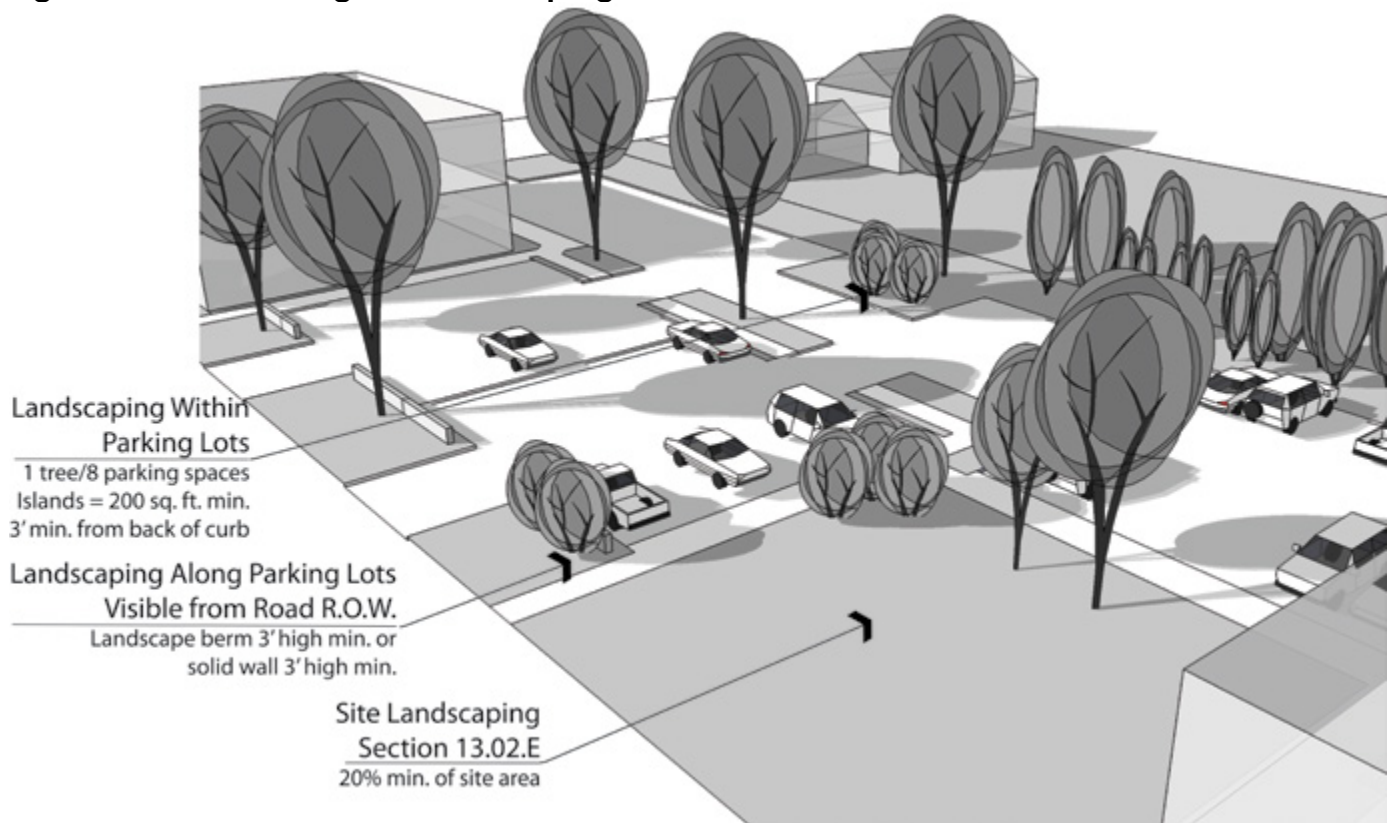 Landscaping Within
Parking Lots
1 tree/8 parking spaces
Islands = 200 sq. ft. min.
3' min. from back of curb
Landscaping Along Parking Lots
Visible from Road R.O.W.
Landscape berm 3' high min. or
solid wall 3' high min.
Site Landscaping
Section 13.02.E
20% min. of site area